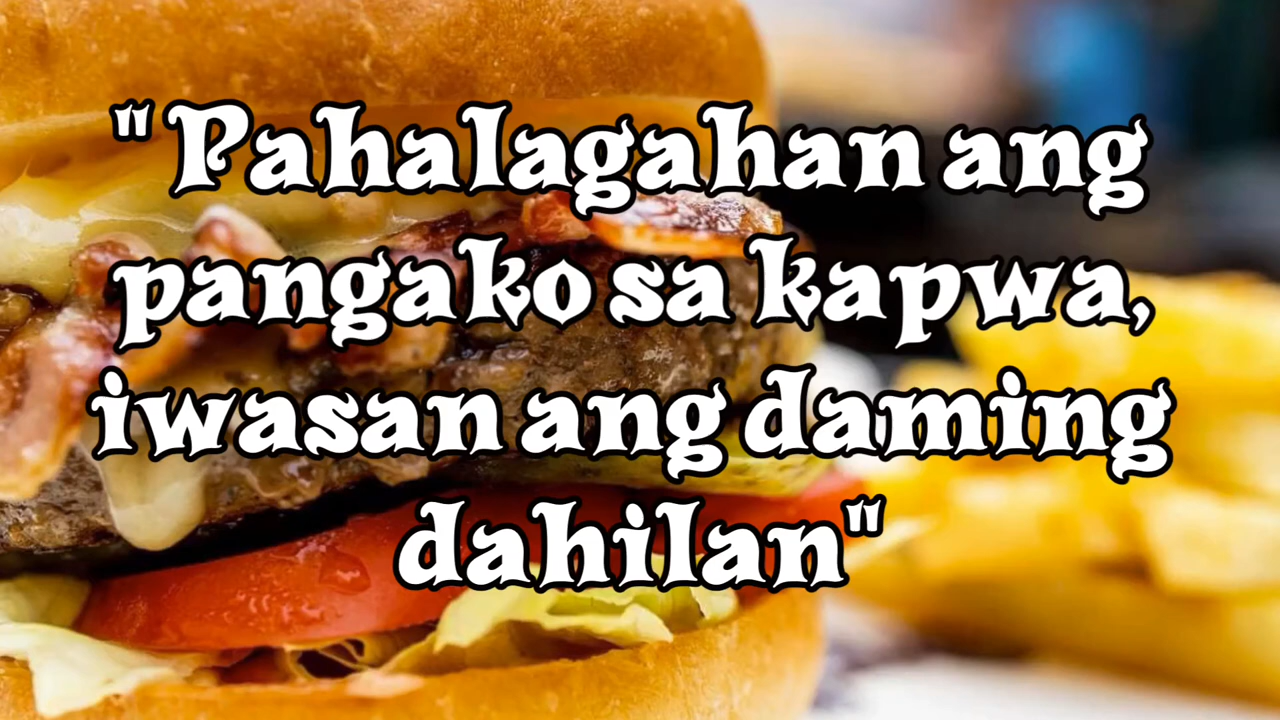 "Pahalagahan ang
pangako sa kapwa,
iwasan ang daming
dahilan"